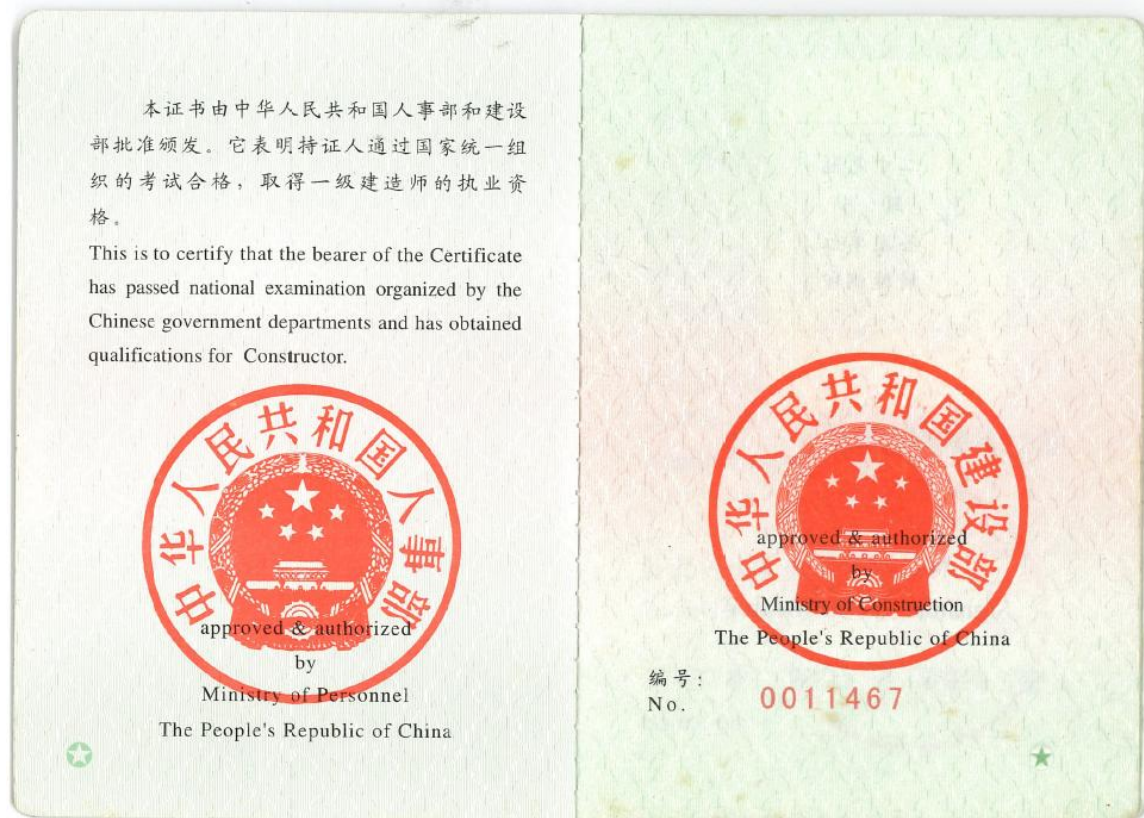 本证书由中华人民共和国人事部和建设
部批准颁发。它表明持证人通过国家统一组
织的考试合格，取得一级建造师的执业资
格。
This is to certify that the bearer of the Certificate
has passed national examination organized by the
Chinese government departments and has obtained
qualifications for Constructor.
中华人民共和国人事部
approved & authorized
by
Ministry of Personnel
The People's Republic of China
中华人民共和国建设部
approved & authorized
by
Ministry of Construction
The People's Republic of China
编号:
No. 0011467